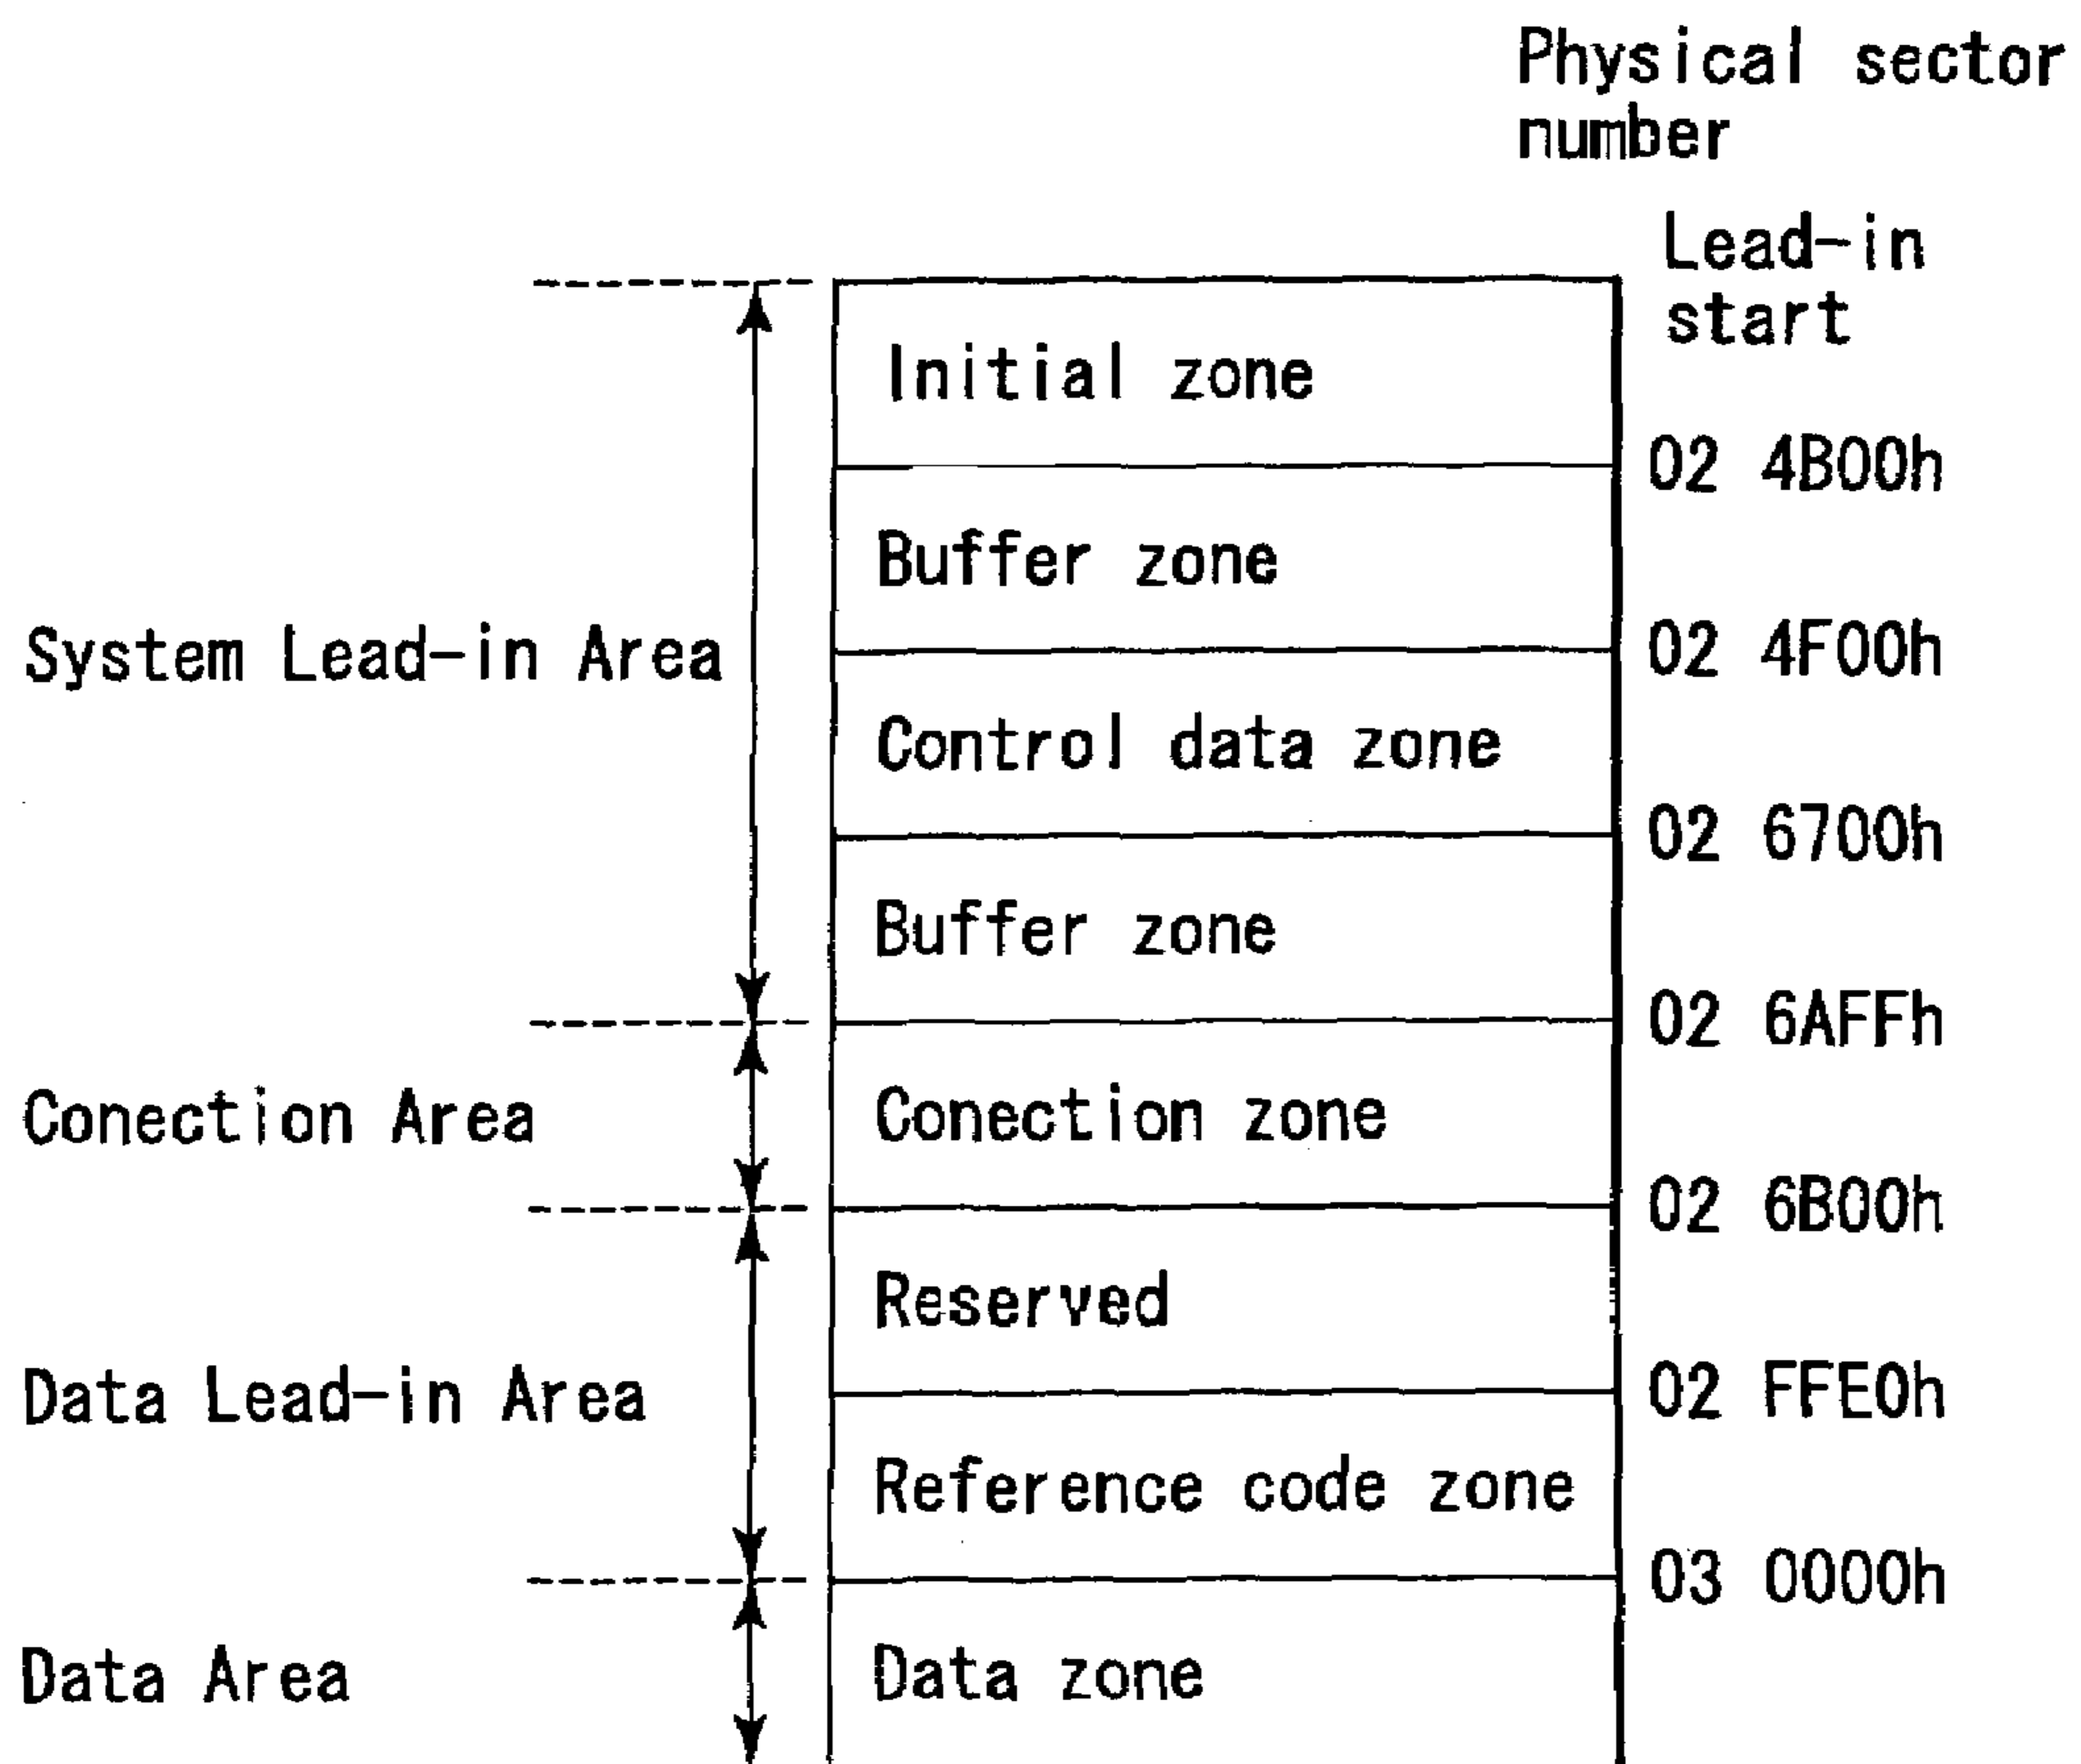 Physical sector
number
Lead-in
start
Initial zone
02 4B00h
Buffer zone
02 4F00h
System Lead-in Area
Control data zone
02 6700h
Buffer zone
02 6AFFh
Conection Area
Conection zone
02 6B00h
Reserved
Data Lead-in Area
02 FFE0h
Reference code zone
03 0000h
Data Area
Data zone